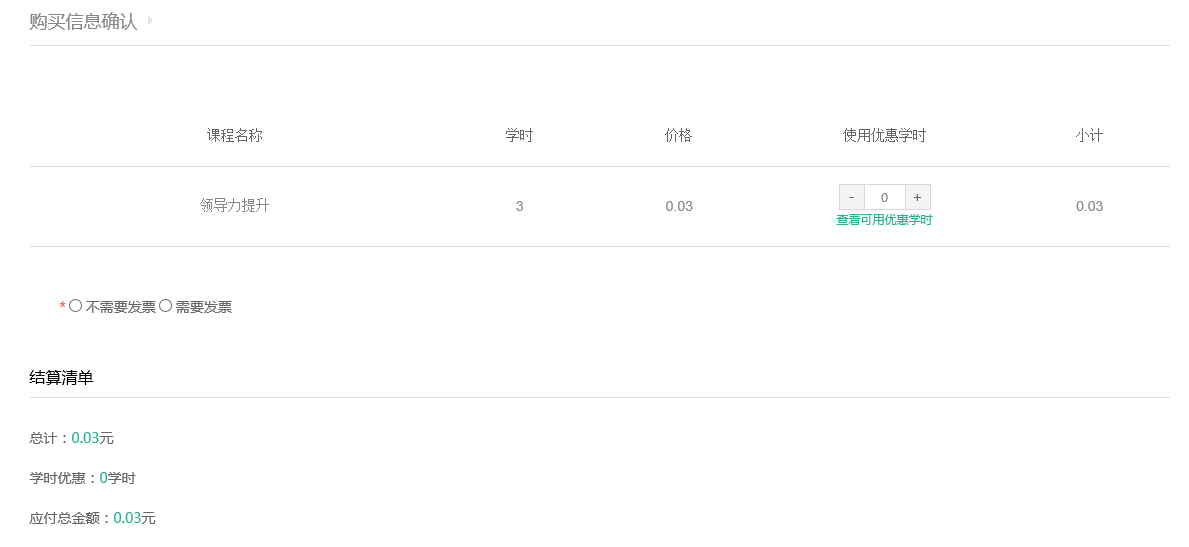 购买信息确认
课程名称 学时 价格 使用优惠学时 小计
领导力提升 3 0.03 - 0 + 0.03
查看可用优惠学时
* 不需要发票 需要发票
结算清单
总计：0.03元
学时优惠：0学时
应付总金额：0.03元